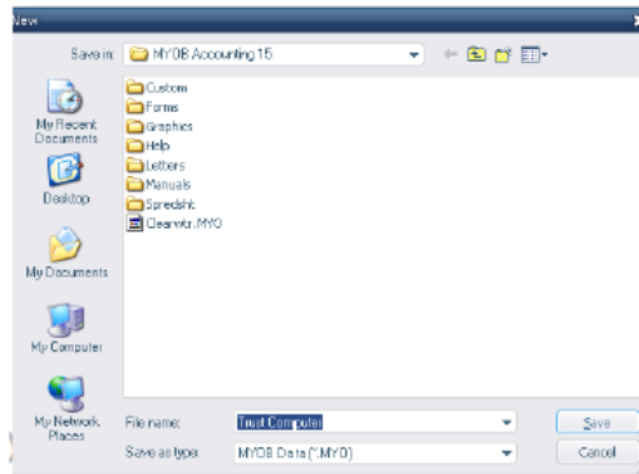 New
Save in: MYOB Accounting 15
My Recent Documents
Desktop
My Documents
My Computer
My Network Places
Custom
Forms
Graphics
Help
Letters
Manuals
Spredsht
Clearwtr.MYO
File name: Trust Computer Save
Save as type: MYOB Data (*.MYO) Cancel